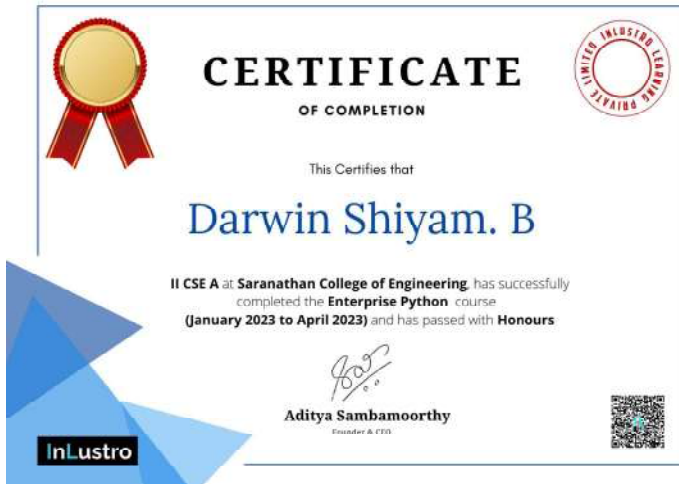 CERTIFICATE
INLUSTRO LEARNING PRIVATE LIMITED
OF COMPLETION
This Certifies that
Darwin Shiyam. B
II CSE A at Saranathan College of Engineering, has successfully
completed the Enterprise Python course
(January 2023 to April 2023) and has passed with Honours
Aditya Sambamoorthy
Founder & CEO
InLustro